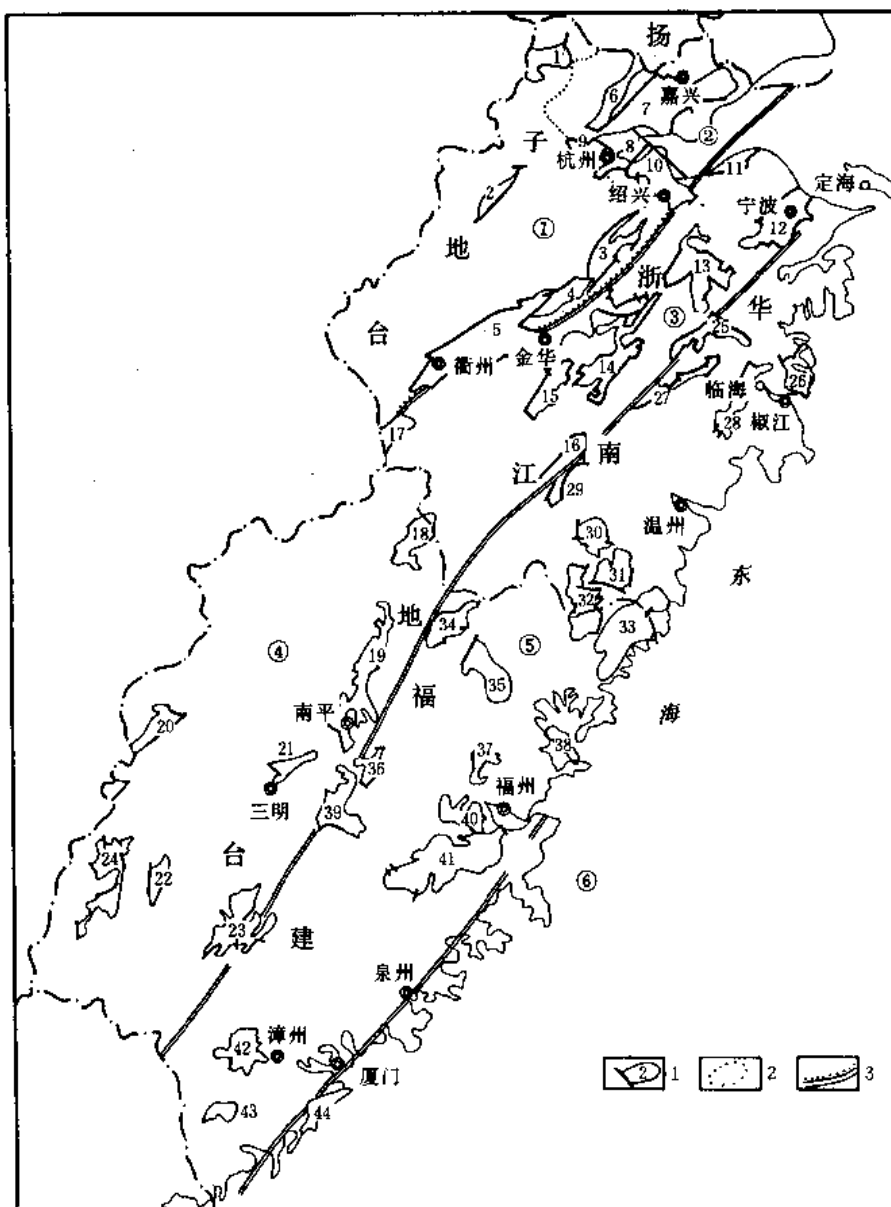 扬
1
嘉兴
6
7
②
子
9
8
杭州
10
11
定海
2
绍兴
宁波
12
地
①
3
浙
13
4
③
华
台
5
25
金华
衢州
14
26
临海
15
27
28
椒江
17
16
江
南
29
温州
18
30
31
东
地
32
34
33
④
⑤
19
福
35
海
南平
20
38
21
37
36
福州
三明
39
40
台
41
24
22
⑥
23
建
泉州
42
漳州
厦门
43
44
2 1
2
3